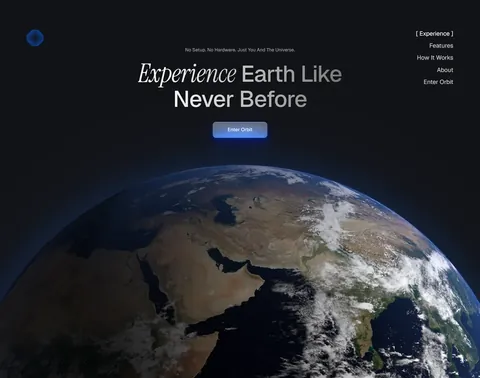 [ Experience ]
Features
How It Works
About
Enter Orbit
No Setup. No Hardware. Just You And The Universe.
Experience Earth Like
Never Before
Enter Orbit